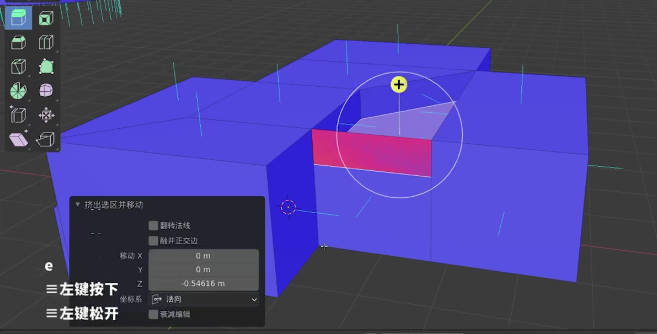 挤出选区并移动
翻转法线
融并正交边
移动 X 0 m
Y 0 m
Z -0.54616 m
坐标系 法向
衰减编辑
e
左键按下
左键松开